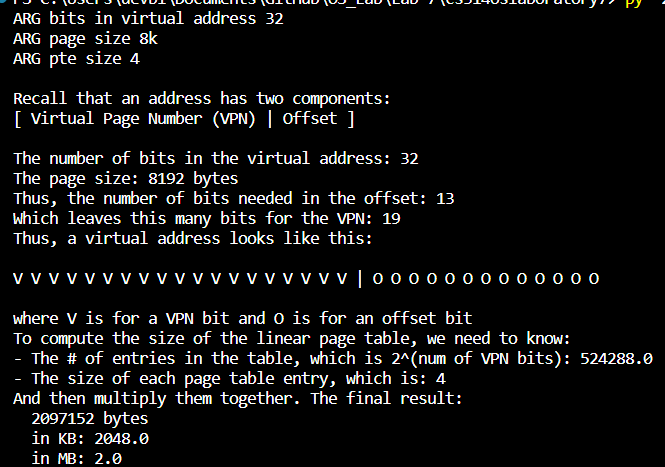 ARG bits in virtual address 32
ARG page size 8k
ARG pte size 4
Recall that an address has two components:
[ Virtual Page Number (VPN) | Offset ]
The number of bits in the virtual address: 32
The page size: 8192 bytes
Thus, the number of bits needed in the offset: 13
Which leaves this many bits for the VPN: 19
Thus, a virtual address looks like this:
V V V V V V V V V V V V V V V V V V V | O O O O O O O O O O O O O
where V is for a VPN bit and O is for an offset bit
To compute the size of the linear page table, we need to know:
- The # of entries in the table, which is 2^(num of VPN bits): 524288.0
- The size of each page table entry, which is: 4
And then multiply them together. The final result:
  2097152 bytes
  in KB: 2048.0
  in MB: 2.0